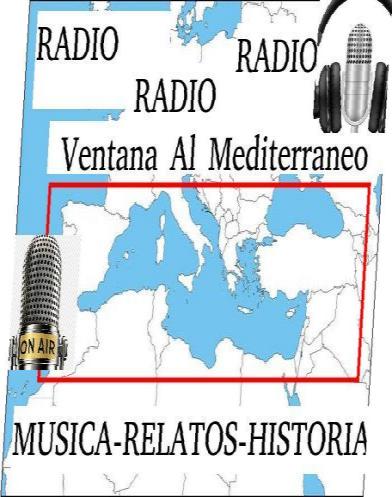 RADIO
RADIO
RADIO
Ventana Al Mediterraneo
ON AIR
MUSICA-RELATOS-HISTORIA